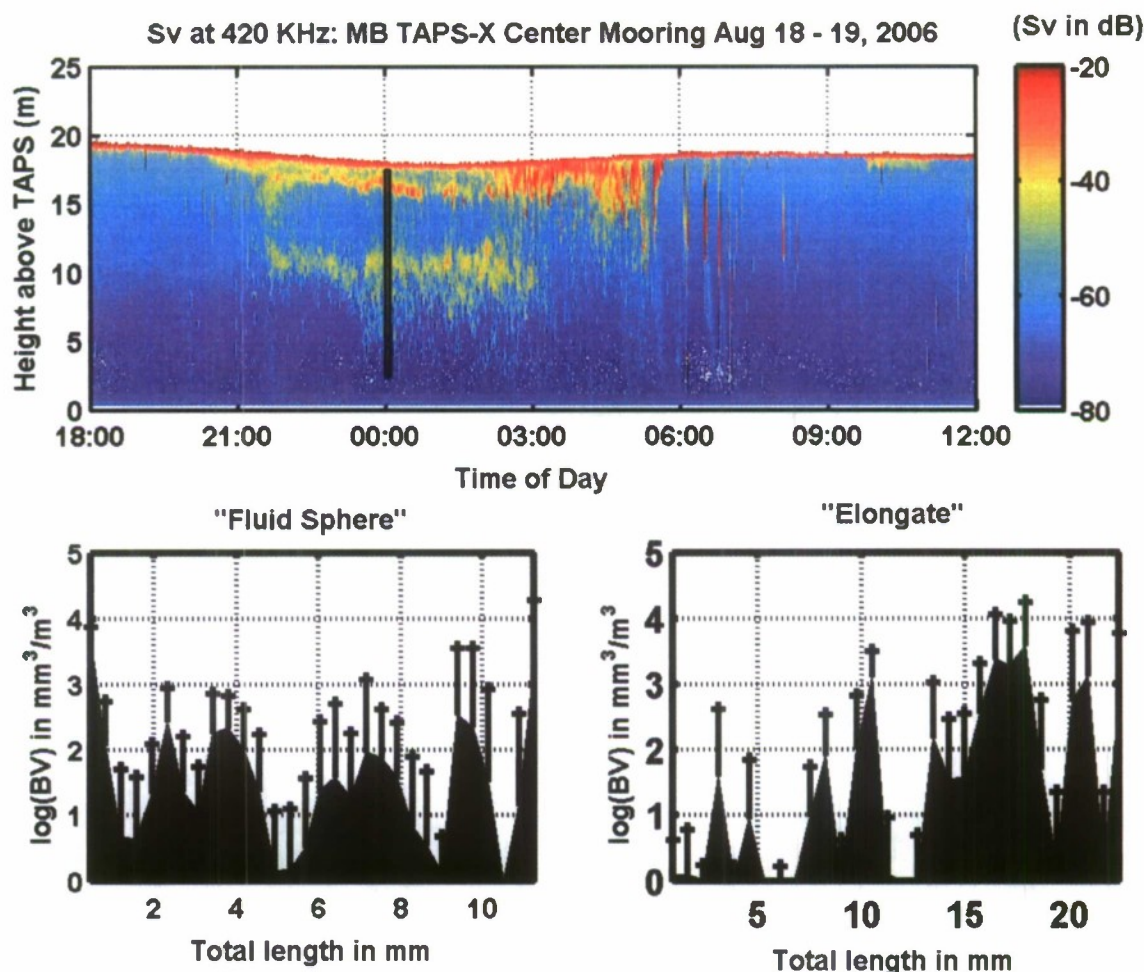 Sv at 420 KHz: MB TAPS-X Center Mooring Aug 18 - 19, 2006
(Sv in dB)
25
20
15
10
5
0
Height above TAPS (m)
18:00 21:00 00:00 03:00 06:00 09:00 12:00
Time of Day
-20
-40
-60
-80
"Fluid Sphere"
5
4
3
2
1
0
log(BV) in mm³/m³
2 4 6 8 10
Total length in mm
"Elongate"
5
4
3
2
1
0
log(BV) in mm³/m³
5 10 15 20
Total length in mm